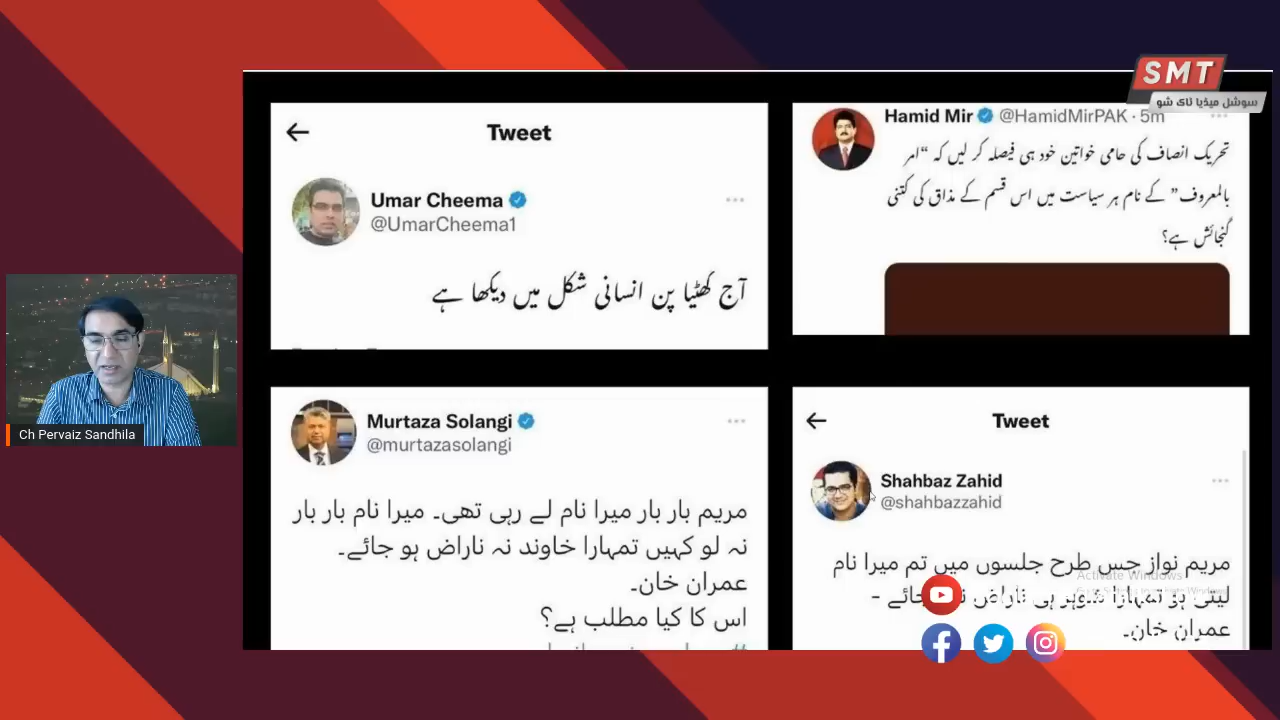 SMT
سوشل میڈیا ٹاک شو
Tweet
Umar Cheema
@UmarCheema1
آج گھٹیا پن انسانی شکل میں دیکھا ہے
Hamid Mir @HamidMirPAK · 5m
تحریک انصاف کی حامی خواتین خود ہی فیصلہ کر لیں کہ “امر
بالمعروف” کے نام ہر سیاست میں اس قسم کے مذاق کی کتنی
گنجائش ہے؟
Ch Pervaiz Sandhila
Murtaza Solangi
@murtazasolangi
مریم بار بار میرا نام لے رہی تھی۔ میرا نام بار بار
نہ لو کہیں تمہارا خاوند نہ ناراض ہو جائے۔
عمران خان۔
اس کا کیا مطلب ہے؟
Tweet
Shahbaz Zahid
@shahbazzahid
مریم نواز جس طرح جلسوں میں تم میرا نام
لیتی ہو تمہارا شوہر ہی ناراض جائے -
عمران خان۔
Activate Windows